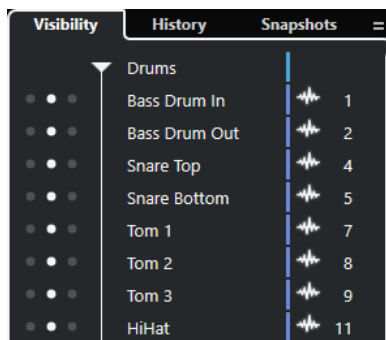 Visibility History Snapshots
Drums
Bass Drum In 1
Bass Drum Out 2
Snare Top 4
Snare Bottom 5
Tom 1 7
Tom 2 8
Tom 3 9
HiHat 11